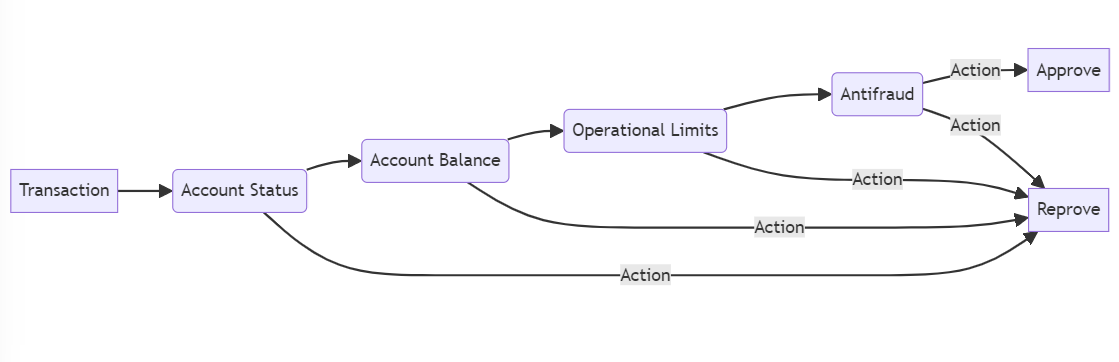 Transaction
Account Status
Account Balance
Operational Limits
Antifraud
Action
Approve
Action
Action
Reprove
Action
Action